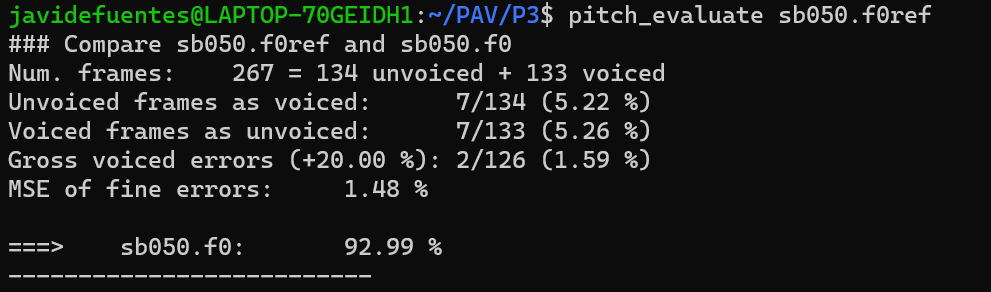 javidefuentes@LAPTOP-70GEIDH1:~/PAV/P3$ pitch_evaluate sb050.f0ref
### Compare sb050.f0ref and sb050.f0
Num. frames:    267 = 134 unvoiced + 133 voiced
Unvoiced frames as voiced:      7/134 (5.22 %)
Voiced frames as unvoiced:      7/133 (5.26 %)
Gross voiced errors (+20.00 %): 2/126 (1.59 %)
MSE of fine errors:     1.48 %
===>    sb050.f0:       92.99 %
--------------------------